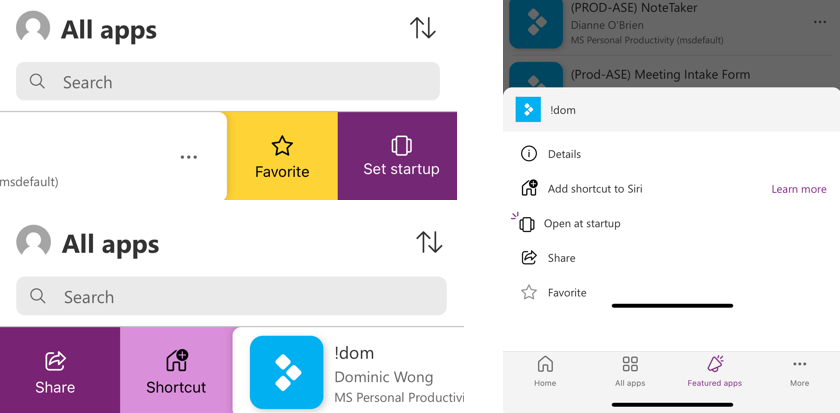 All apps
Search
msdefault)
Favorite
Set startup
All apps
Search
Share
Shortcut
!dom
Dominic Wong
MS Personal Productivi
(PROD-ASE) NoteTaker
Dianne O'Brien
MS Personal Productivity (msdefault)
(Prod-ASE) Meeting Intake Form
!dom
Details
Add shortcut to Siri
Learn more
Open at startup
Share
Favorite
Home
All apps
Featured apps
More